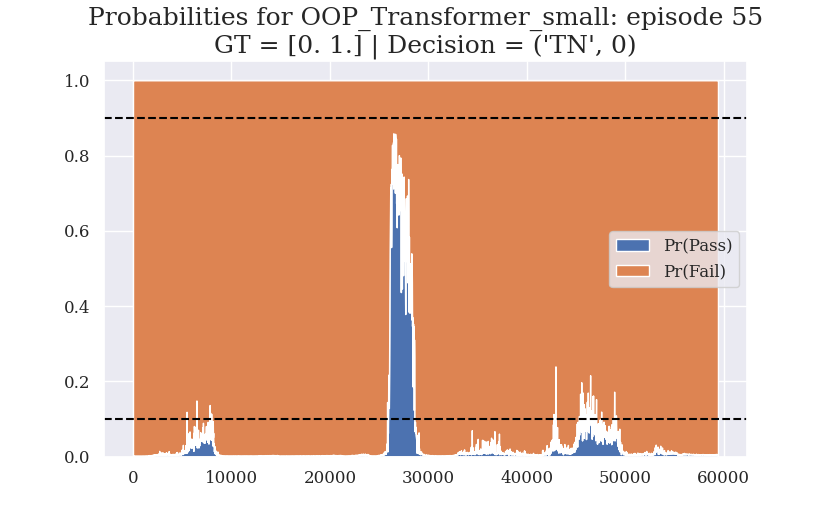 Probabilities for OOP_Transformer_small: episode 55
GT = [0. 1.] | Decision = ('TN', 0)
1.0
0.8
0.6
0.4
0.2
0.0
Pr(Pass)
Pr(Fail)
0 10000 20000 30000 40000 50000 60000